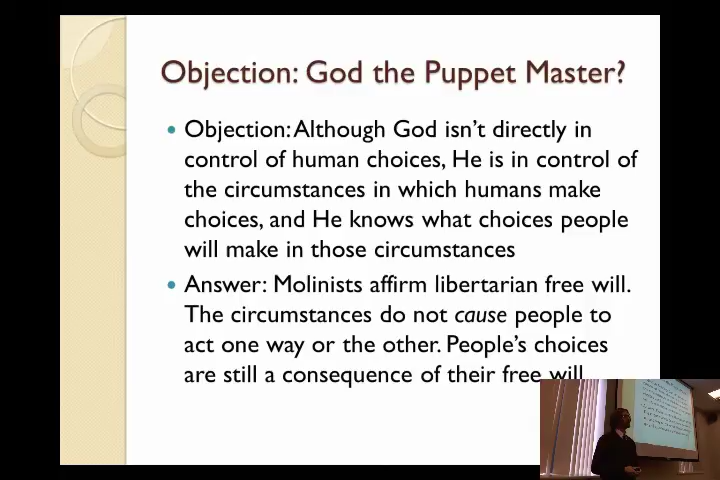 Objection: God the Puppet Master?
• Objection: Although God isn't directly in
control of human choices, He is in control of
the circumstances in which humans make
choices, and He knows what choices people
will make in those circumstances
• Answer: Molinists affirm libertarian free will.
The circumstances do not cause people to
act one way or the other. People's choices
are still a consequence of their free will